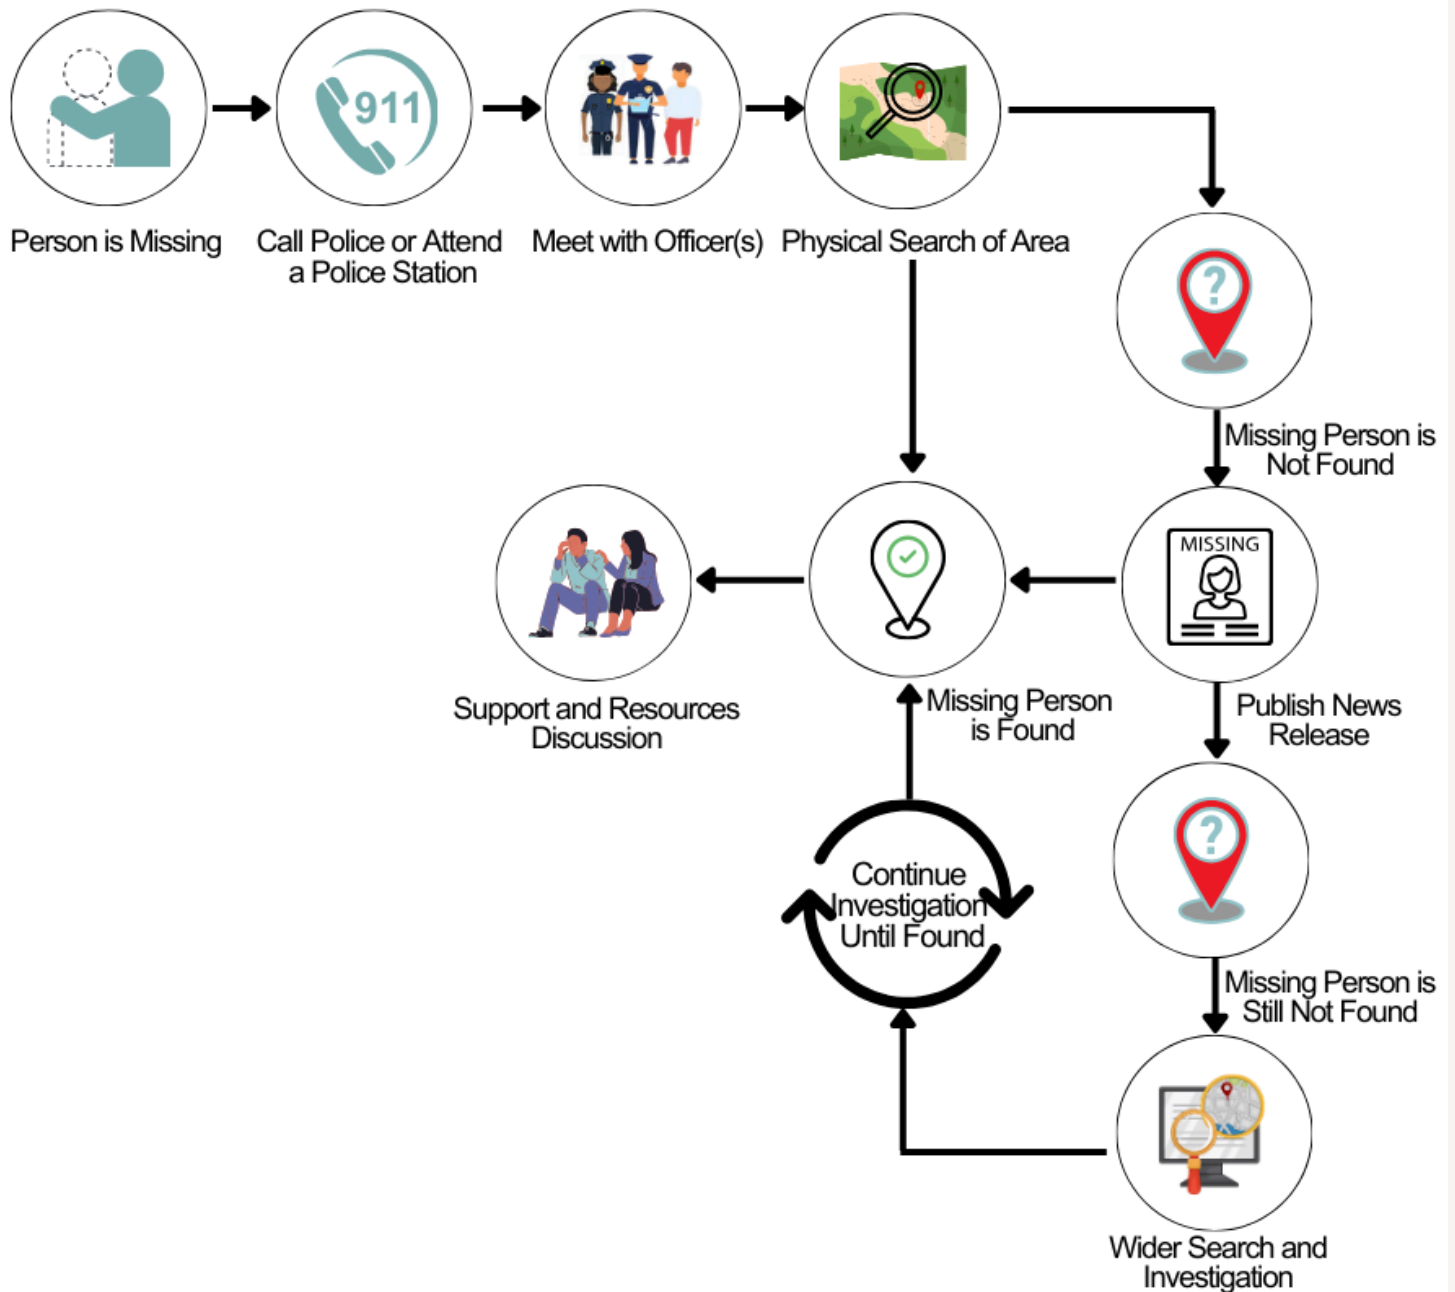 911
Person is Missing
Call Police or Attend
a Police Station
Meet with Officer(s)
Physical Search of Area
?
Missing Person is
Not Found
MISSING
Publish News
Release
?
Missing Person is
Still Not Found
Wider Search and
Investigation
Continue
Investigation
Until Found
Missing Person
is Found
Support and Resources
Discussion